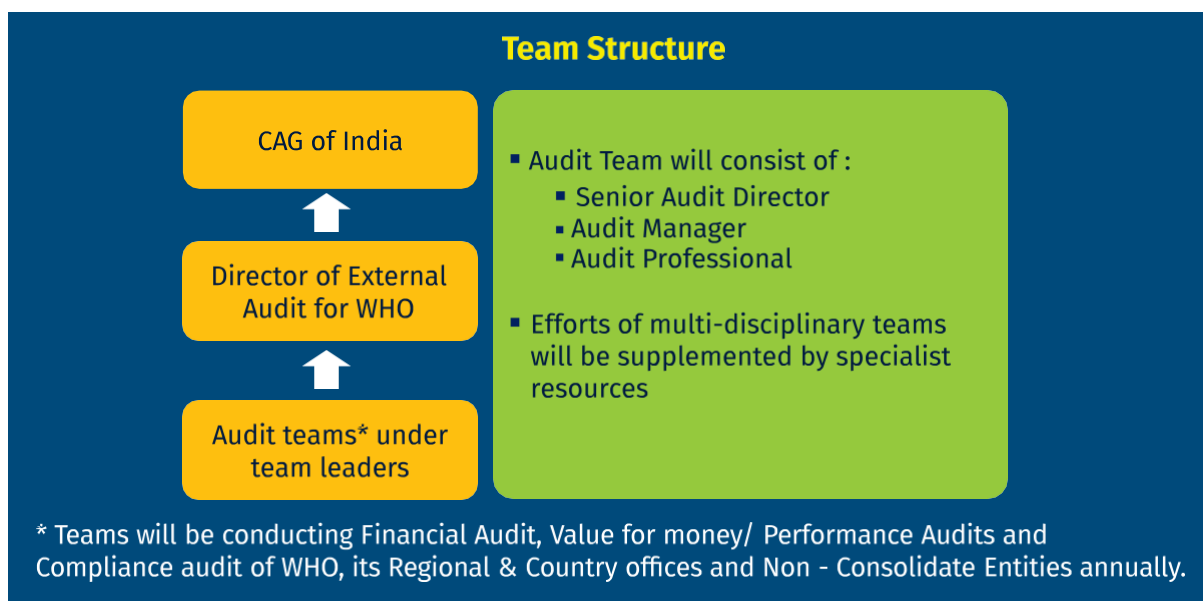 Team Structure
CAG of India
Director of External
Audit for WHO
Audit teams* under
team leaders
▪ Audit Team will consist of :
▪ Senior Audit Director
▪ Audit Manager
▪ Audit Professional
▪ Efforts of multi-disciplinary teams
will be supplemented by specialist
resources
* Teams will be conducting Financial Audit, Value for money/ Performance Audits and
Compliance audit of WHO, its Regional & Country offices and Non - Consolidate Entities annually.